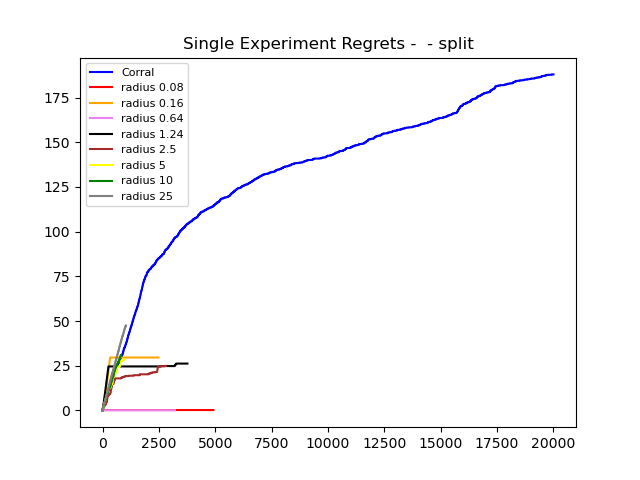 Single Experiment Regrets -  - split
Corral
radius 0.08
radius 0.16
radius 0.64
radius 1.24
radius 2.5
radius 5
radius 10
radius 25
175
150
125
100
75
50
25
0
0 2500 5000 7500 10000 12500 15000 17500 20000